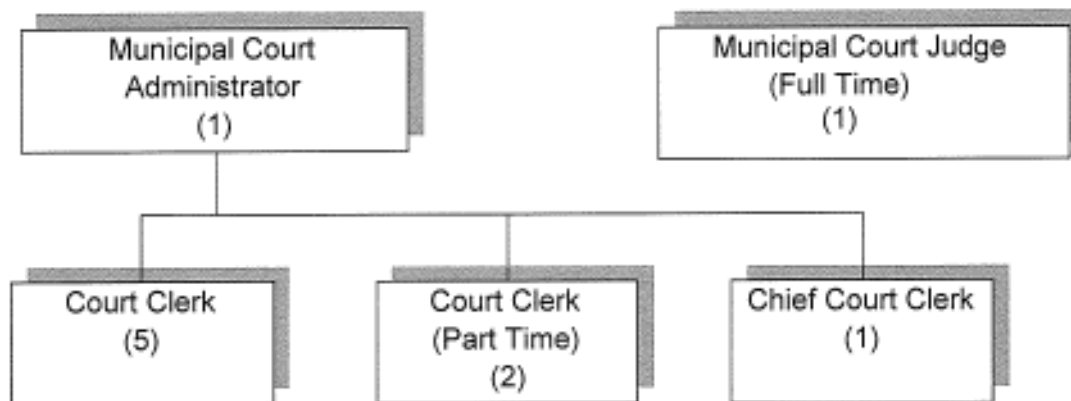 Municipal Court
Administrator
(1)
Municipal Court Judge
(Full Time)
(1)
Court Clerk
(5)
Court Clerk
(Part Time)
(2)
Chief Court Clerk
(1)